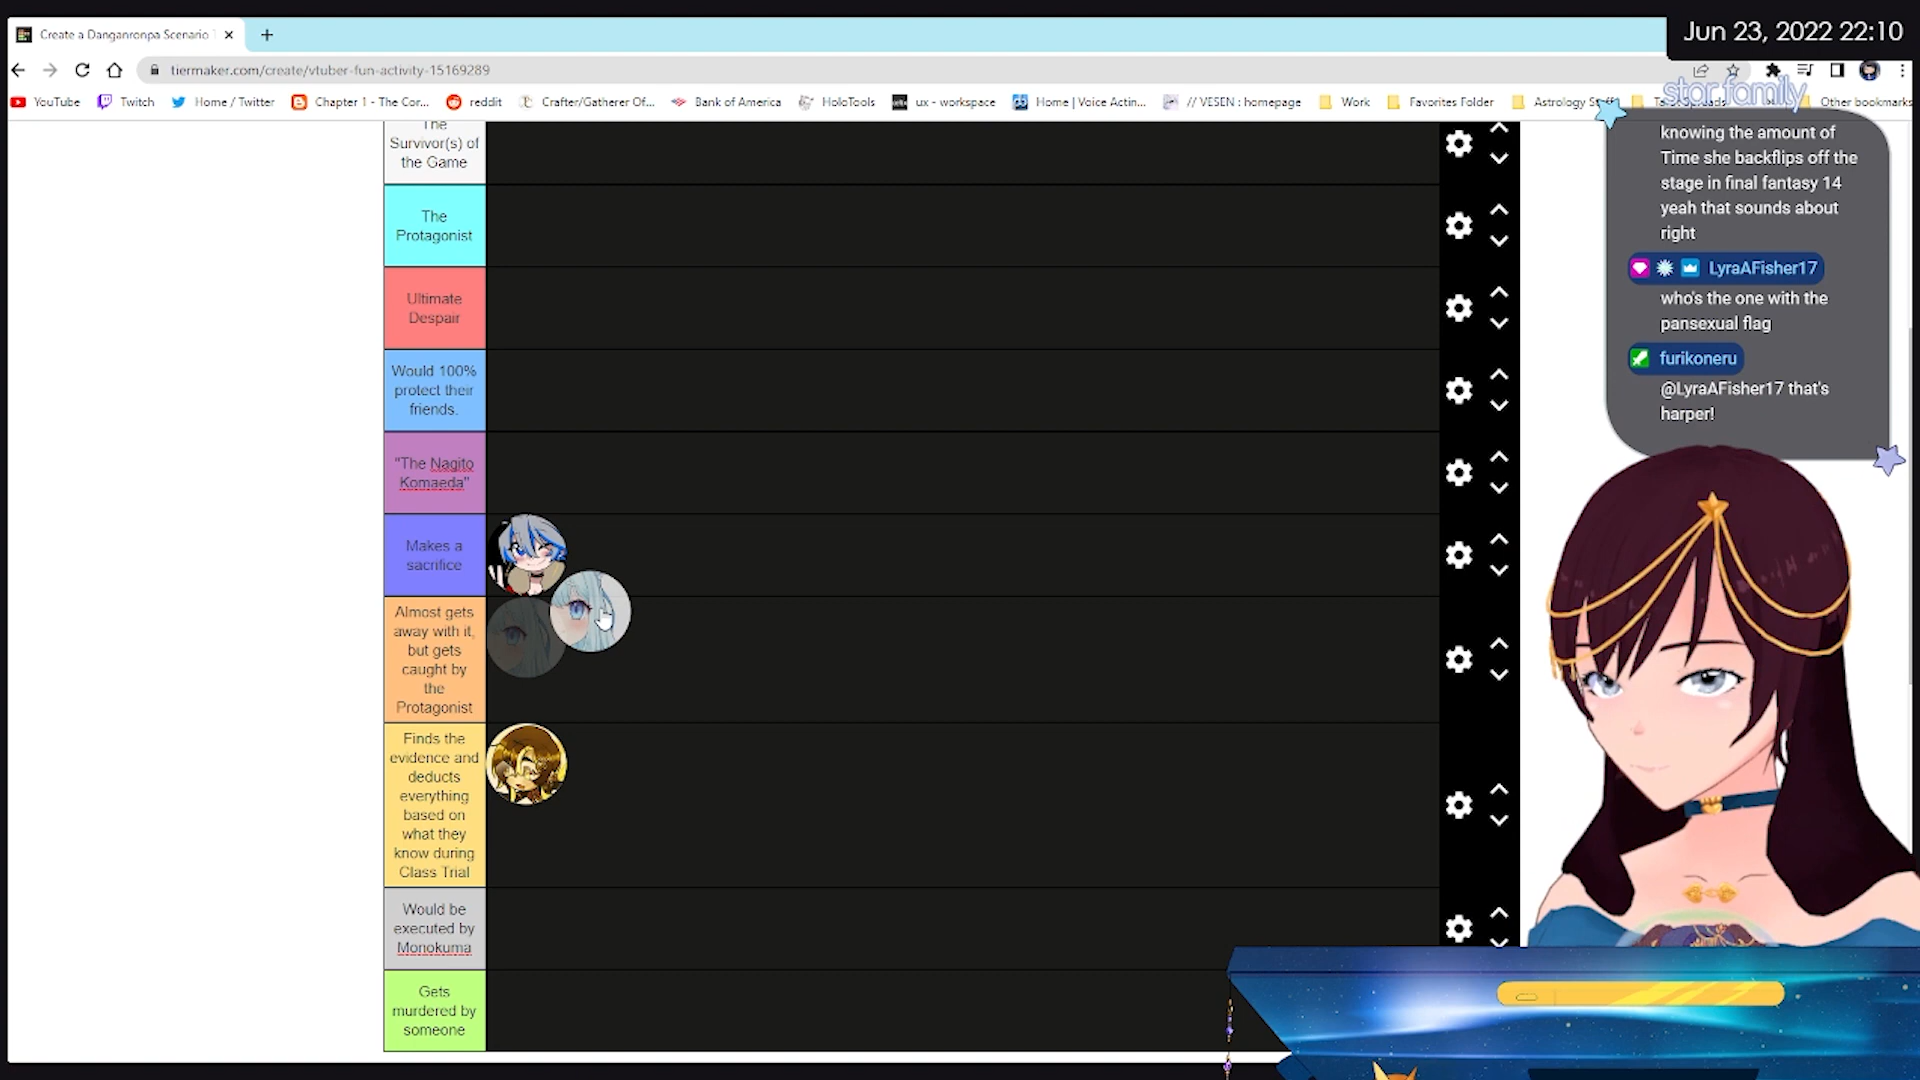 Create a Danganronpa Scenario
Jun 23, 2022 22:10
tiermaker.com/create/vtuber-fun-activity-15169289
YouTube
Twitch
Home / Twitter
Chapter 1 - The Cor...
reddit
Crafter/Gatherer Of...
Bank of America
HoloTools
ux - workspace
Home | Voice Actin...
// VESEN : homepage
Work
Favorites Folder
Astrology
Other bookmarks
star family
The
Survivor(s) of
the Game
The
Protagonist
Ultimate
Despair
Would 100%
protect their
friends.
"The Nagito
Komaeda"
Makes a
sacrifice
Almost gets
away with it,
but gets
caught by
the
Protagonist
Finds the
evidence and
deducts
everything
based on
what they
know during
Class Trial
Would be
executed by
Monokuma
Gets
murdered by
someone
knowing the amount of
Time she backflips off the
stage in final fantasy 14
yeah that sounds about
right
LyraAFisher17
who's the one with the
pansexual flag
furikoneru
@LyraAFisher17 that's
harper!